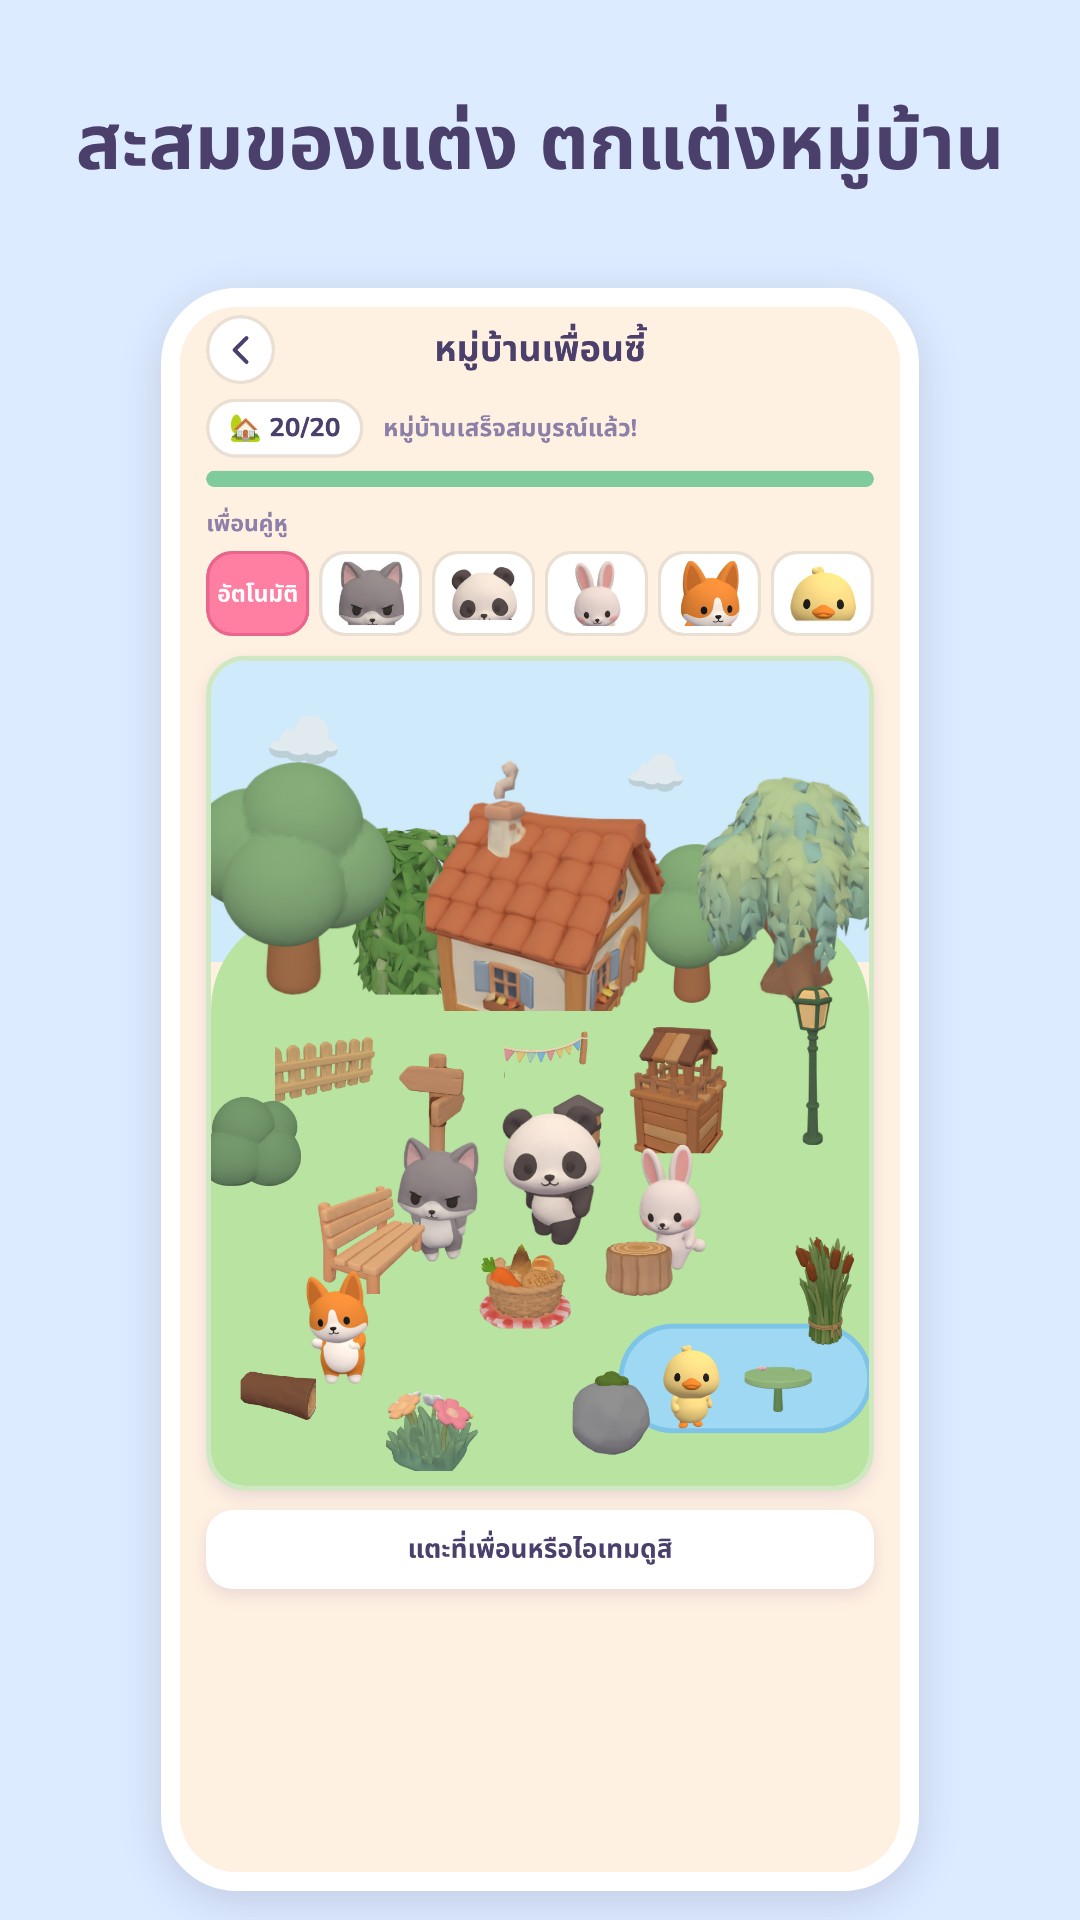 สะสมของแต่ง ตกแต่งหมู่บ้าน
หมู่บ้านเพื่อนซี้
20/20
หมู่บ้านเสร็จสมบูรณ์แล้ว!
เพื่อนคู่หู
อัตโนมัติ
แตะที่เพื่อนหรือไอเทมดูสิ